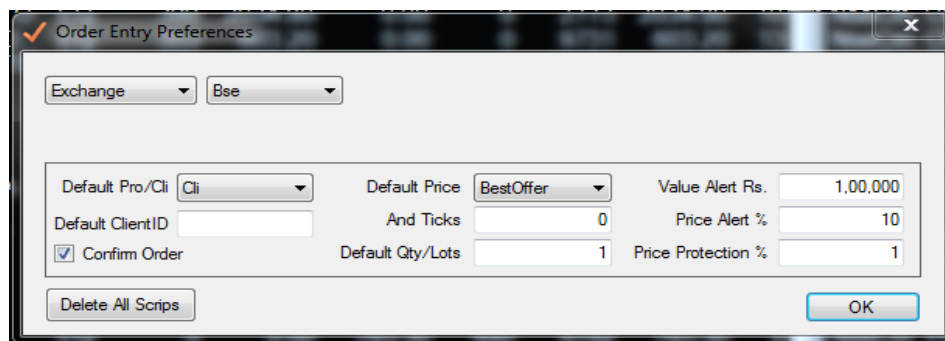 Order Entry Preferences
x
Exchange Bse
Default Pro/Cli Cli Default Price BestOffer Value Alert Rs. 1,00,000
Default ClientID And Ticks 0 Price Alert % 10
Confirm Order Default Qty/Lots 1 Price Protection % 1
Delete All Scrips OK